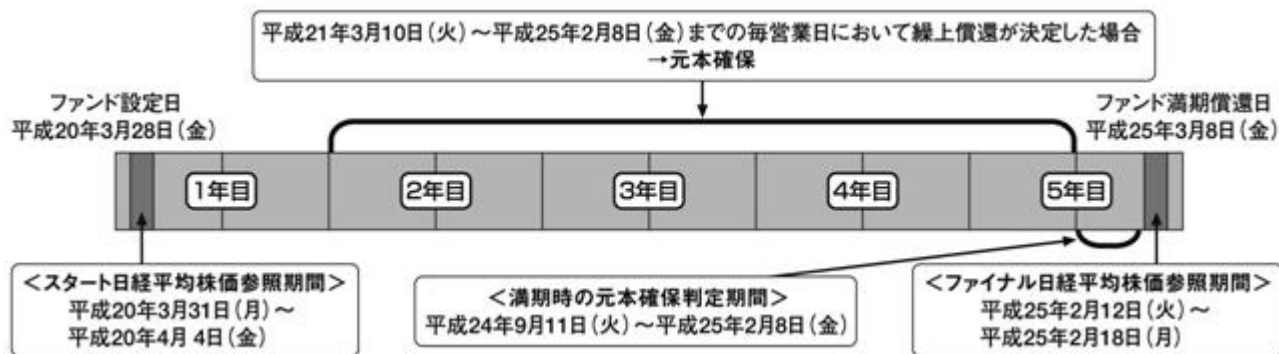 平成21年3月10日(火)～平成25年2月8日(金)までの毎営業日において繰上償還が決定した場合
→元本確保
ファンド設定日
平成20年3月28日(金)
ファンド満期償還日
平成25年3月8日(金)
1年目
2年目
3年目
4年目
5年目
<スタート日経平均株価参照期間>
平成20年3月31日(月)～
平成20年4月 4日(金)
<満期時の元本確保判定期間>
平成24年9月11日(火)～平成25年2月8日(金)
<ファイナル日経平均株価参照期間>
平成25年2月12日(火)～
平成25年2月18日(月)